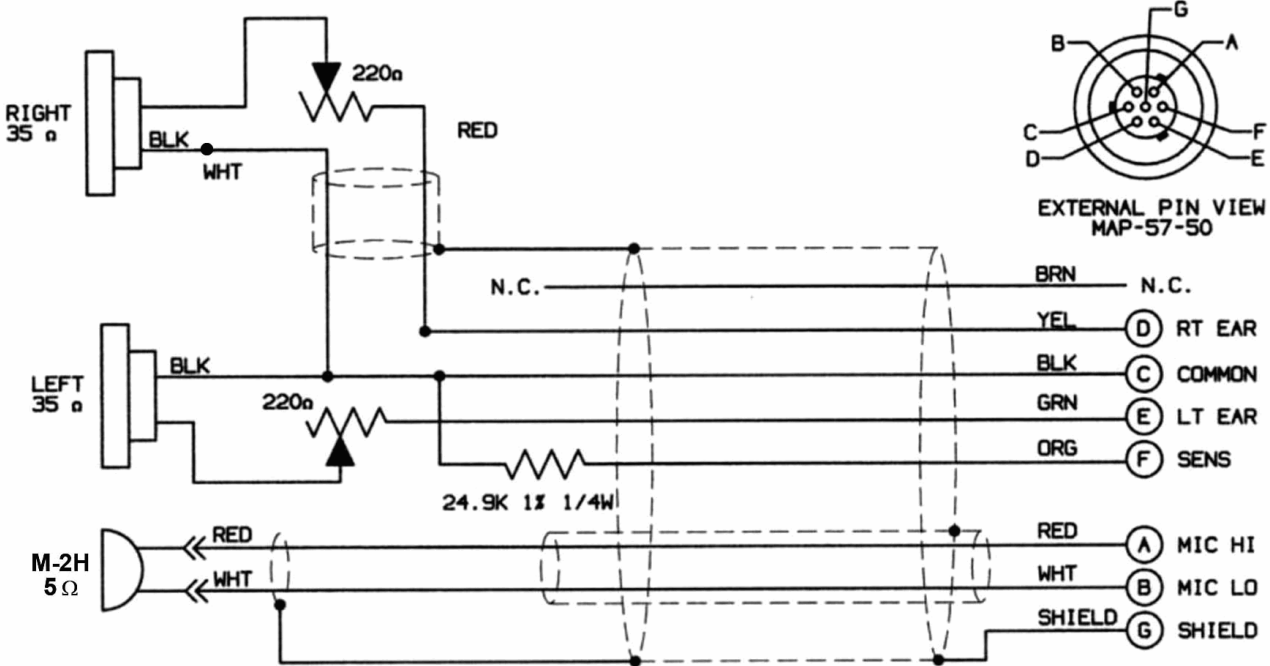 G
B
A
220Ω
RIGHT
35 Ω
RED
BLK
WHT
C
F
D
E
EXTERNAL PIN VIEW
MAP-57-50
N.C.
BRN
N.C.
YEL
D
RT EAR
BLK
BLK
C
COMMON
LEFT
35 Ω
220Ω
GRN
E
LT EAR
ORG
F
SENS
24.9K 1% 1/4W
RED
RED
A
MIC HI
M-2H
5 Ω
WHT
WHT
B
MIC LO
SHIELD
G
SHIELD